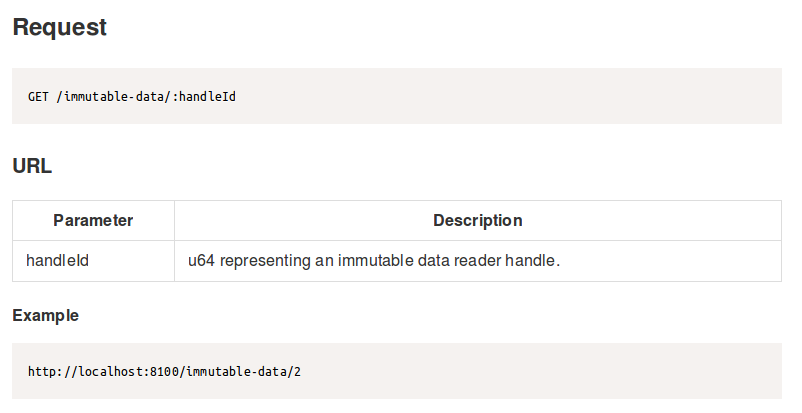 Request
GET /immutable-data/:handleId
URL
Parameter Description
handleId u64 representing an immutable data reader handle.
Example
http://localhost:8100/immutable-data/2